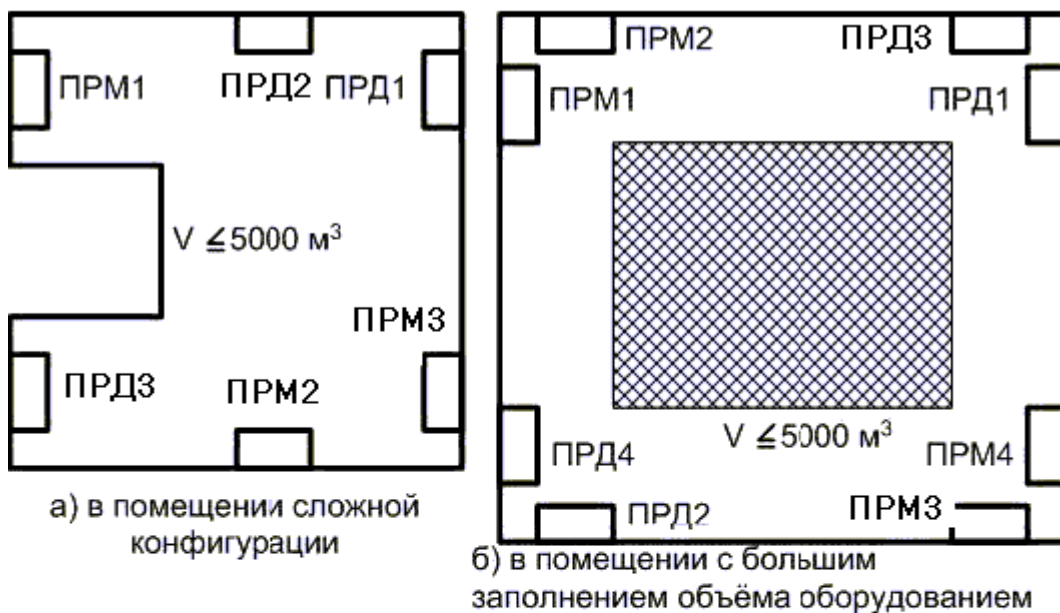 ПРМ1
ПРД2
ПРД1
V ≦5000 м³
ПРМ3
ПРД3
ПРМ2
а) в помещении сложной
конфигурации
ПРМ2
ПРД3
ПРМ1
ПРД1
V ≦5000 м³
ПРД4
ПРМ4
ПРД2
ПРМ3
б) в помещении с большим
заполнением объёма оборудованием